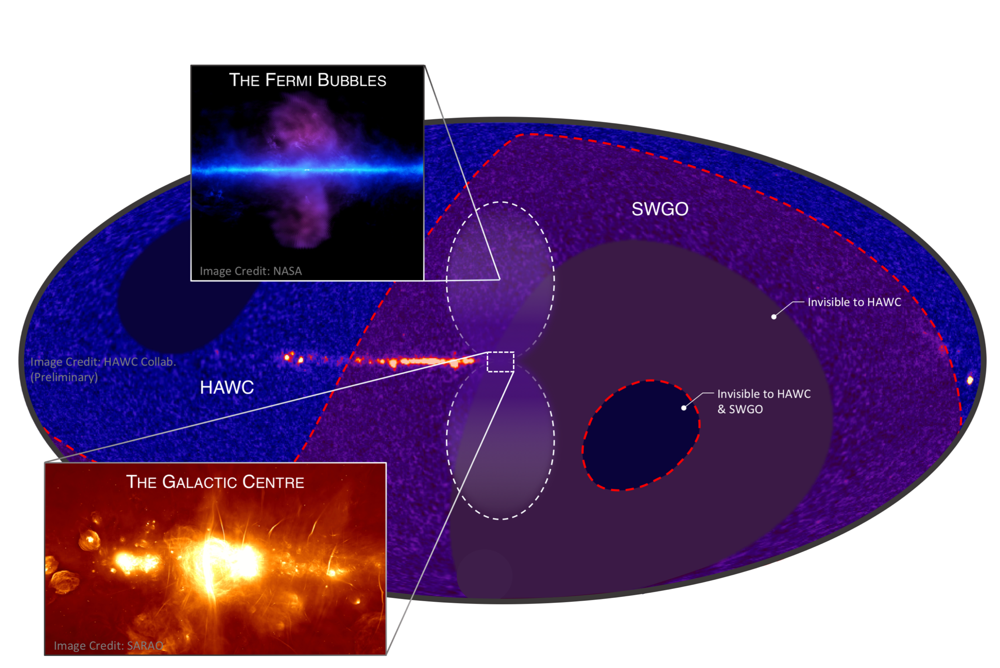 THE FERMI BUBBLES
Image Credit: NASA
SWGO
Invisible to HAWC
Image Credit: HAWC Collab.
(Preliminary)
HAWC
Invisible to HAWC
& SWGO
THE GALACTIC CENTRE
Image Credit: SARAO